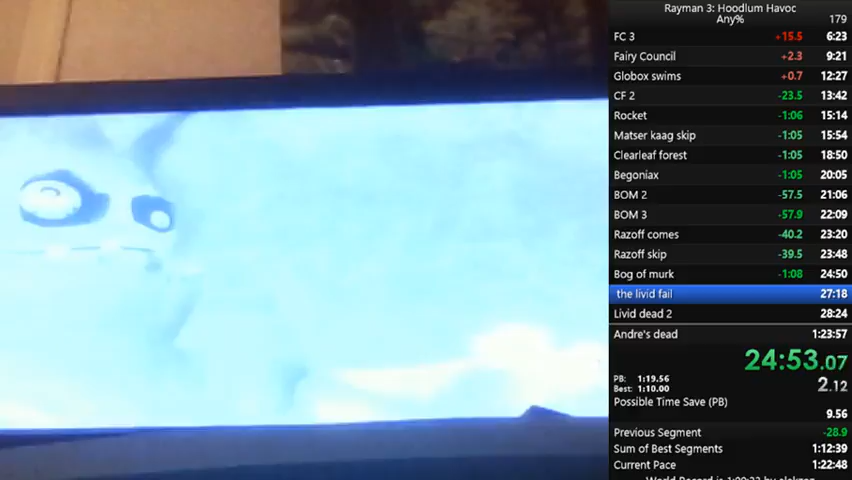 Rayman 3: Hoodlum Havoc
Any% 179
FC 3 +15.5 6:23
Fairy Council +2.3 9:21
Globox swims +0.7 12:27
CF 2 -23.5 13:42
Rocket -1:06 15:14
Matser kaag skip -1:05 15:54
Clearleaf forest -1:05 18:50
Begoniax -1:05 20:05
BOM 2 -57.5 21:06
BOM 3 -57.9 22:09
Razoff comes -40.2 23:20
Razoff skip -39.5 23:48
Bog of murk -1:08 24:50
the livid fail 27:18
Livid dead 2 28:24
Andre's dead 1:23:57
24:53.07
PB: 1:19.56
Best: 1:10.00 2.12
Possible Time Save (PB)
9.56
Previous Segment -28.9
Sum of Best Segments 1:12:39
Current Pace 1:22:48